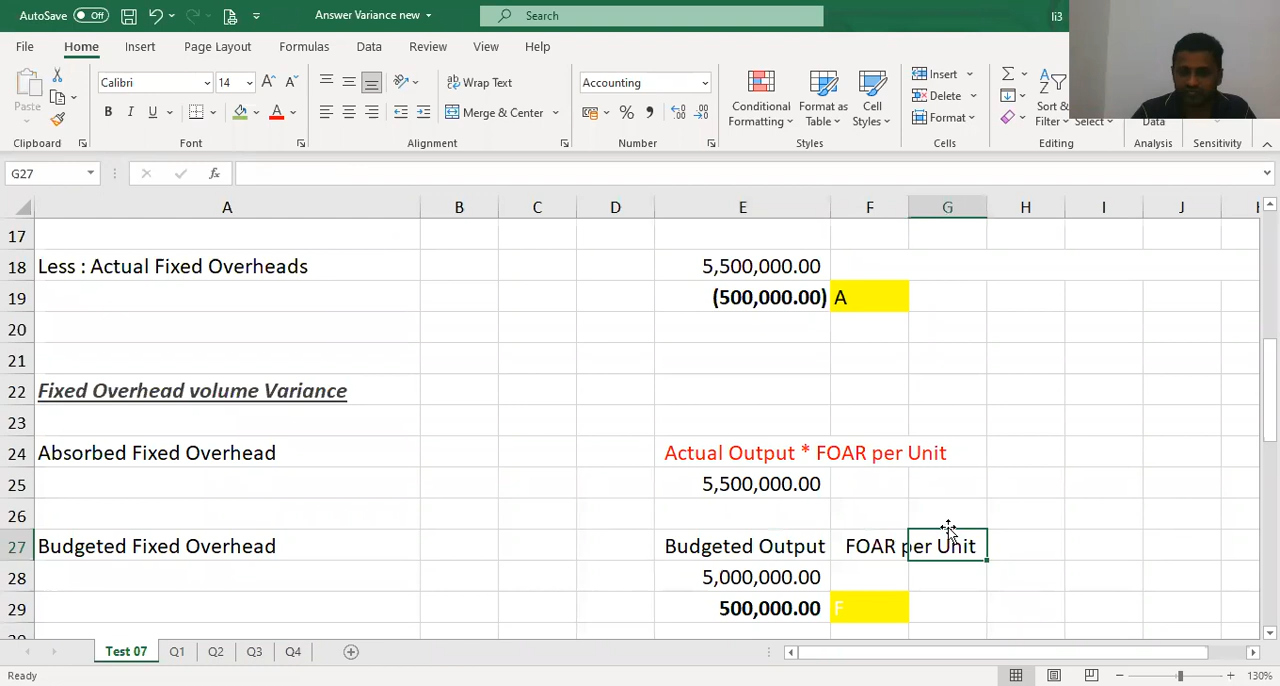 AutoSave Off Answer Variance new Search li3
File Home Insert Page Layout Formulas Data Review View Help
Paste Calibri 14 A A Wrap Text Accounting Conditional Formatting Format as Table Cell Styles Insert Sort & Filter Select Data Analysis Sensitivity
B I U A Merge & Center % , Delete
Format
Clipboard Font Alignment Number Styles Cells Editing Analysis Sensitivity
G27 fx
A B C D E F G H I J
17
18 Less : Actual Fixed Overheads 5,500,000.00
19 (500,000.00) A
20
21
22 Fixed Overhead volume Variance
23
24 Absorbed Fixed Overhead Actual Output * FOAR per Unit
25 5,500,000.00
26
27 Budgeted Fixed Overhead Budgeted Output FOAR per Unit
28 5,000,000.00
29 500,000.00 F
Test 07 Q1 Q2 Q3 Q4
Ready 130%